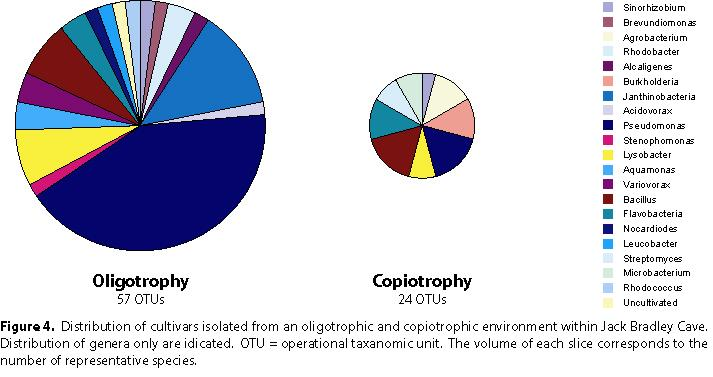 Sinorhizobium
Brevundiomonas
Agrobacterium
Rhodobacter
Alcaligenes
Burkholderia
Janthinobacteria
Acidovorax
Pseudomonas
Stenophomonas
Lysobacter
Aquamonas
Variovorax
Bacillus
Flavobacteria
Nocardiodes
Leucobacter
Streptomyces
Microbacterium
Rhodococcus
Uncultivated
Oligotrophy
57 OTUs
Copiotrophy
24 OTUs
Figure 4. Distribution of cultivars isolated from an oligotrophic and copiotrophic environment within Jack Bradley Cave.
Distribution of genera only are idicated. OTU = operational taxanomic unit. The volume of each slice corresponds to the
number of representative species.